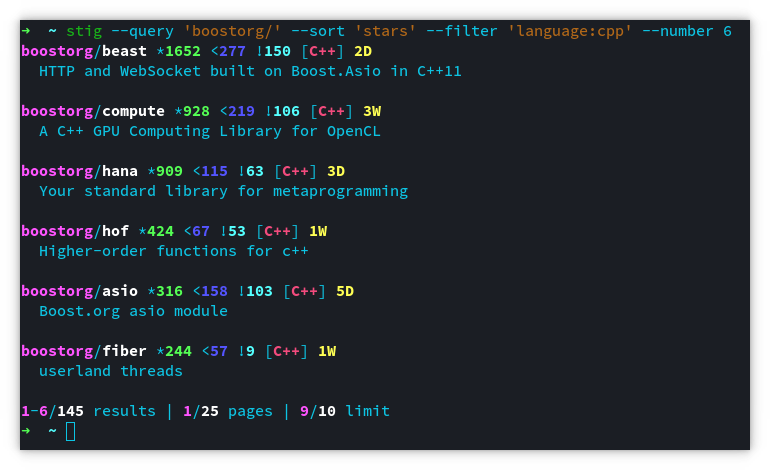 ➜  ~ stig --query 'boostorg/' --sort 'stars' --filter 'language:cpp' --number 6
boostorg/beast *1652 <277 !150 [C++] 2D
HTTP and WebSocket built on Boost.Asio in C++11
boostorg/compute *928 <219 !106 [C++] 3W
A C++ GPU Computing Library for OpenCL
boostorg/hana *909 <115 !63 [C++] 3D
Your standard library for metaprogramming
boostorg/hof *424 <67 !53 [C++] 1W
Higher-order functions for c++
boostorg/asio *316 <158 !103 [C++] 5D
Boost.org asio module
boostorg/fiber *244 <57 !9 [C++] 1W
userland threads
1-6/145 results | 1/25 pages | 9/10 limit
➜  ~